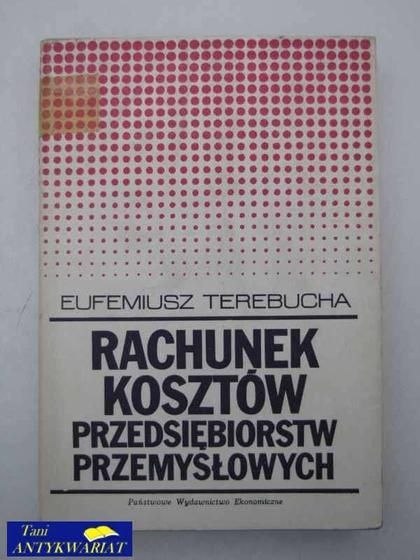 EUFEMIUSZ TEREBUCHA
RACHUNEK
KOSZTÓW
PRZEDSIĘBIORSTW
PRZEMYSŁOWYCH
Państwowe Wydawnictwo Ekonomiczne
Tani
ANTYKWARIAT